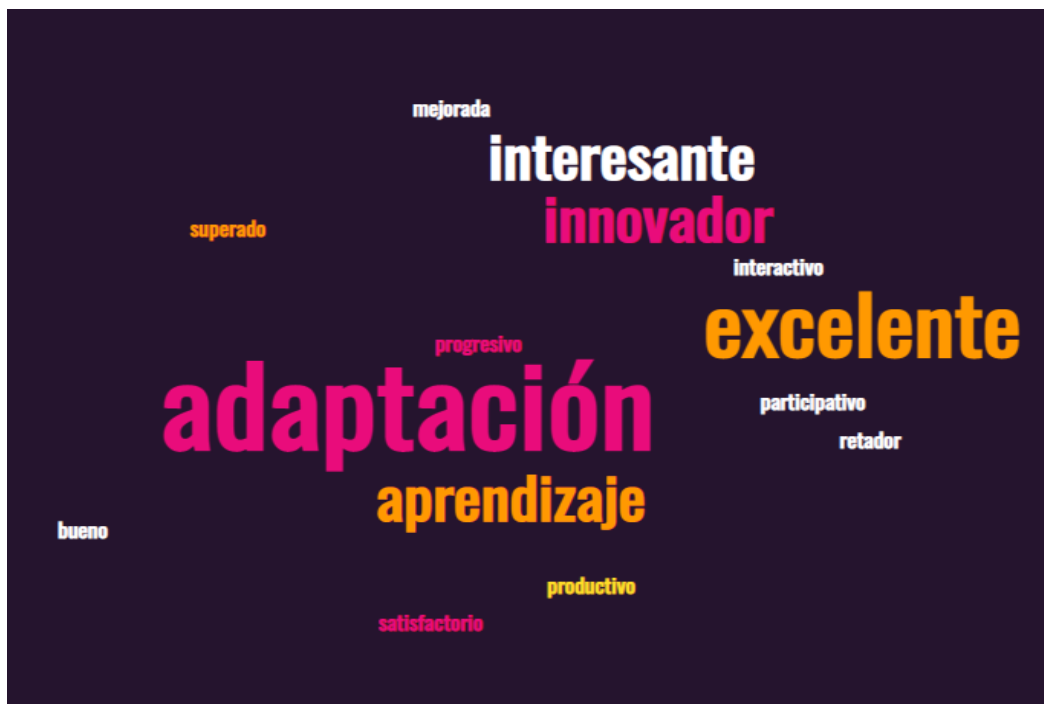 mejorada
interesante
innovador
superado
interactivo
excelente
progresivo
adaptación
participativo
retador
aprendizaje
bueno
productivo
satisfactorio